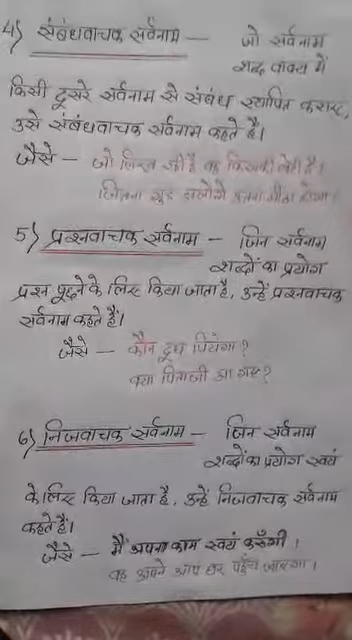 4) संबंधवाचक सर्वनाम — जो सर्वनाम
शब्द वाक्य में
किसी दूसरे सर्वनाम से संबंध स्थापित कराए,
उसे संबंधवाचक सर्वनाम कहते है।
जैसे — जो लिख रही है वह किसकी बेटी है।
जितना गुड़ डालोगे उतना मीठा होगा।
5) प्रश्नवाचक सर्वनाम — जिन सर्वनाम
शब्दों का प्रयोग
प्रश्न पूछने के लिए किया जाता है, उन्हें प्रश्नवाचक
सर्वनाम कहते हैं।
जैसे — कौन दूध पियेगा?
क्या पिताजी आ गए?
6) निजवाचक सर्वनाम — जिन सर्वनाम
शब्दों का प्रयोग स्वयं
के लिए किया जाता है, उन्हें निजवाचक सर्वनाम
कहते हैं।
जैसे — मैं अपना काम स्वयं करूँगी।
वह अपने आप घर पहुँच जाएगा।